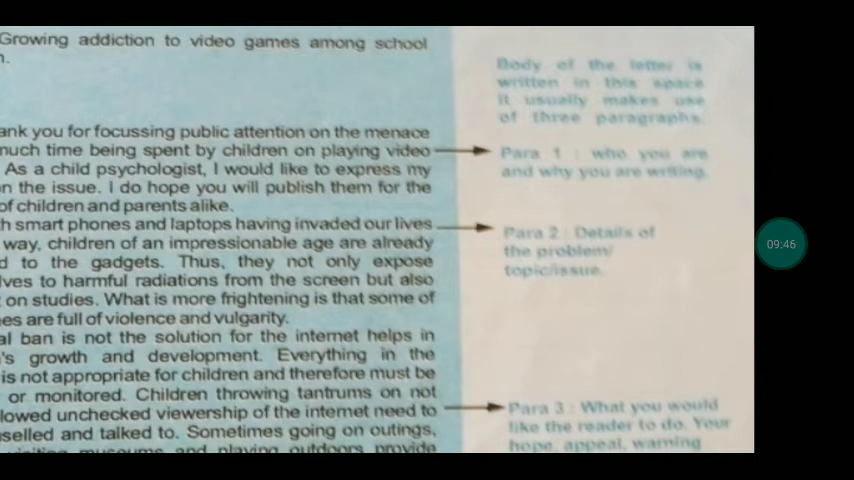 Growing addiction to video games among school
n.
ank you for focussing public attention on the menace
much time being spent by children on playing video
As a child psychologist, I would like to express my
n the issue. I do hope you will publish them for the
of children and parents alike.
h smart phones and laptops having invaded our lives
way, children of an impressionable age are already
d to the gadgets. Thus, they not only expose
lves to harmful radiations from the screen but also
on studies. What is more frightening is that some of
es are full of violence and vulgarity.
al ban is not the solution for the internet helps in
's growth and development. Everything in the
is not appropriate for children and therefore must be
or monitored. Children throwing tantrums on not
lowed unchecked viewership of the internet need to
nselled and talked to. Sometimes going on outings,
visiting museums and playing outdoors provide
Body of the letter is
written in this space
It usually makes use
of three paragraphs.
Para 1 : who you are
and why you are writing.
Para 2 : Details of
the problem/
topic/issue.
Para 3 : What you would
like the reader to do. Your
hope, appeal, warning
09:46